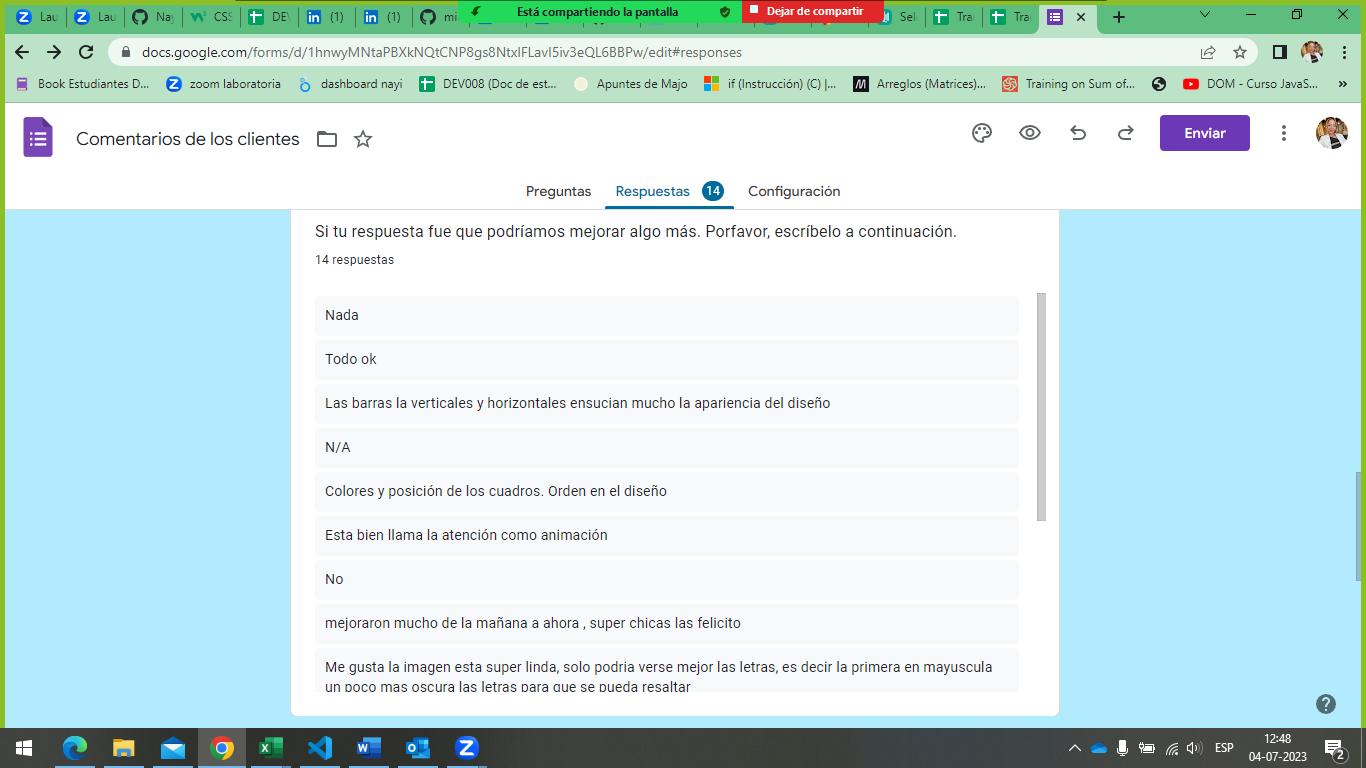 Lau
Lau
Nay
CSS
DEV
(1)
(1)
mi
Está compartiendo la pantalla
Dejar de compartir
Sele
Tra
Tra
docs.google.com/forms/d/1hnwyMNtaPBXkNQtCNP8gs8NtxIFLavI5iv3eQL6BBPw/edit#responses
Book Estudiantes D...
zoom laboratoria
dashboard nayi
DEV008 (Doc de est...
Apuntes de Majo
if (Instrucción) (C) |...
Arreglos (Matrices)...
Training on Sum of...
DOM - Curso JavaS...
»
Comentarios de los clientes
Enviar
Preguntas
Respuestas 14
Configuración
Si tu respuesta fue que podríamos mejorar algo más. Porfavor, escríbelo a continuación.
14 respuestas
Nada
Todo ok
Las barras la verticales y horizontales ensucian mucho la apariencia del diseño
N/A
Colores y posición de los cuadros. Orden en el diseño
Esta bien llama la atención como animación
No
mejoraron mucho de la mañana a ahora , super chicas las felicito
Me gusta la imagen esta super linda, solo podria verse mejor las letras, es decir la primera en mayuscula
un poco mas oscura las letras para que se pueda resaltar
ESP
12:48
04-07-2023
2